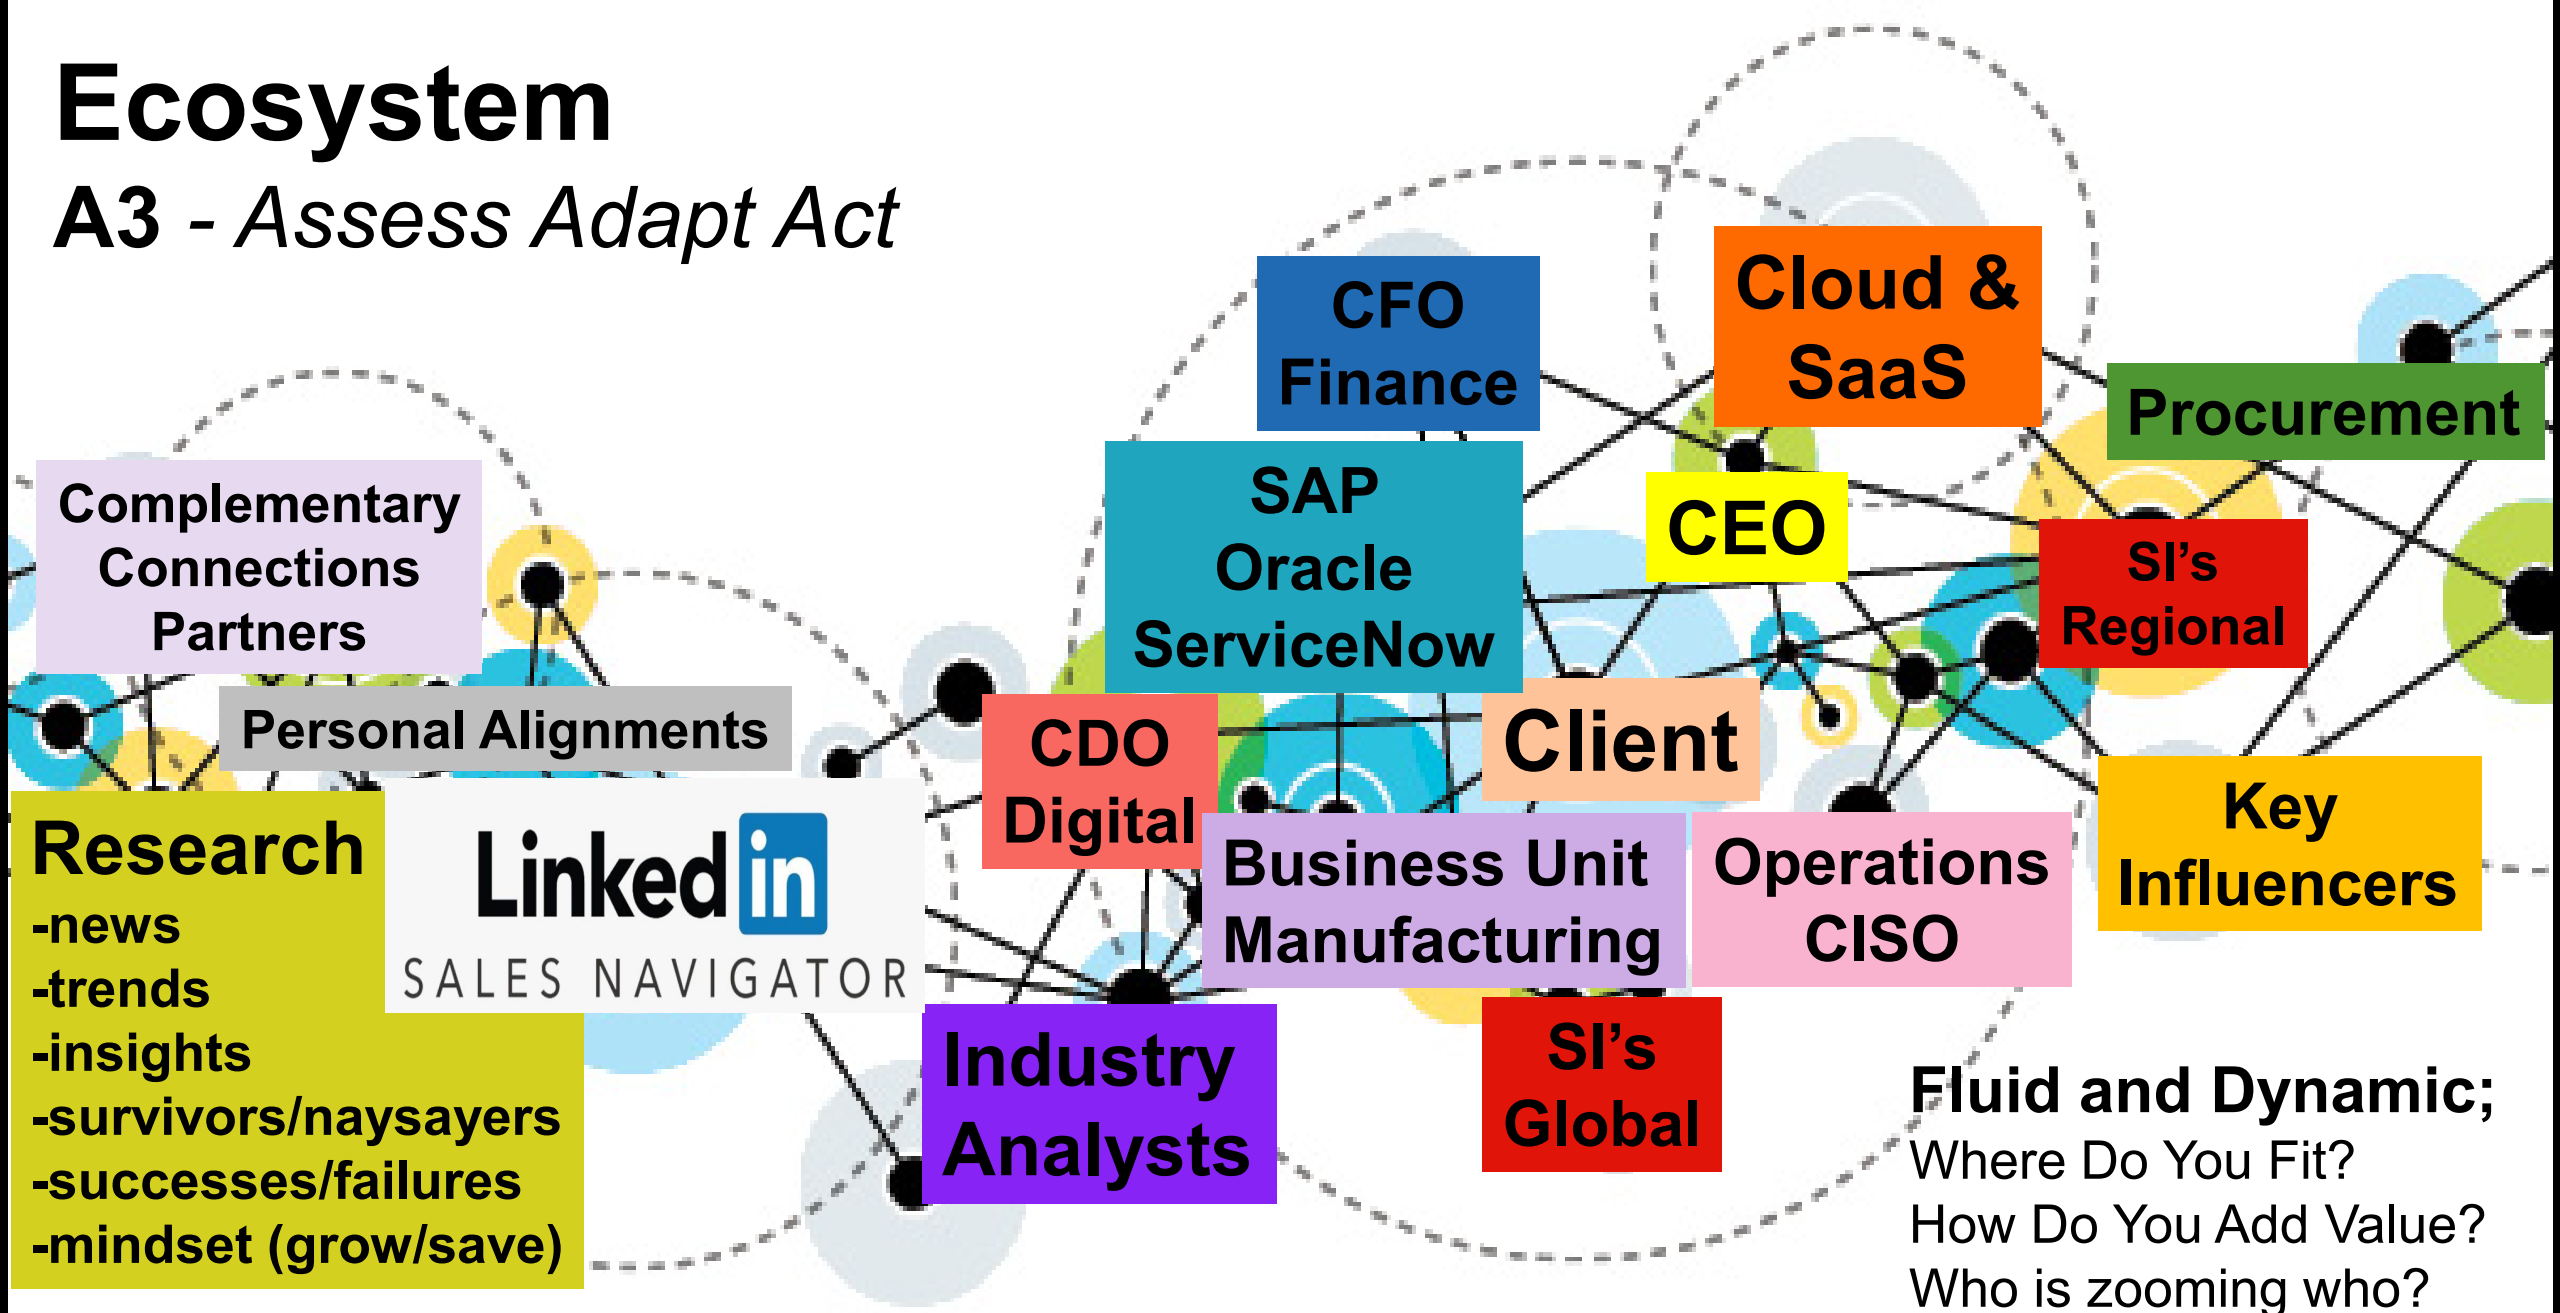 Ecosystem
A3 - Assess Adapt Act
CFO
Finance
Cloud &
SaaS
Procurement
Complementary
Connections
Partners
SAP
Oracle
ServiceNow
CEO
SI's
Regional
Personal Alignments
CDO
Digital
Client
Research
-news
-trends
-insights
-survivors/naysayers
-successes/failures
-mindset (grow/save)
Linked in
SALES NAVIGATOR
Business Unit
Manufacturing
Operations
CISO
Key
Influencers
Industry
Analysts
SI's
Global
Fluid and Dynamic;
Where Do You Fit?
How Do You Add Value?
Who is zooming who?